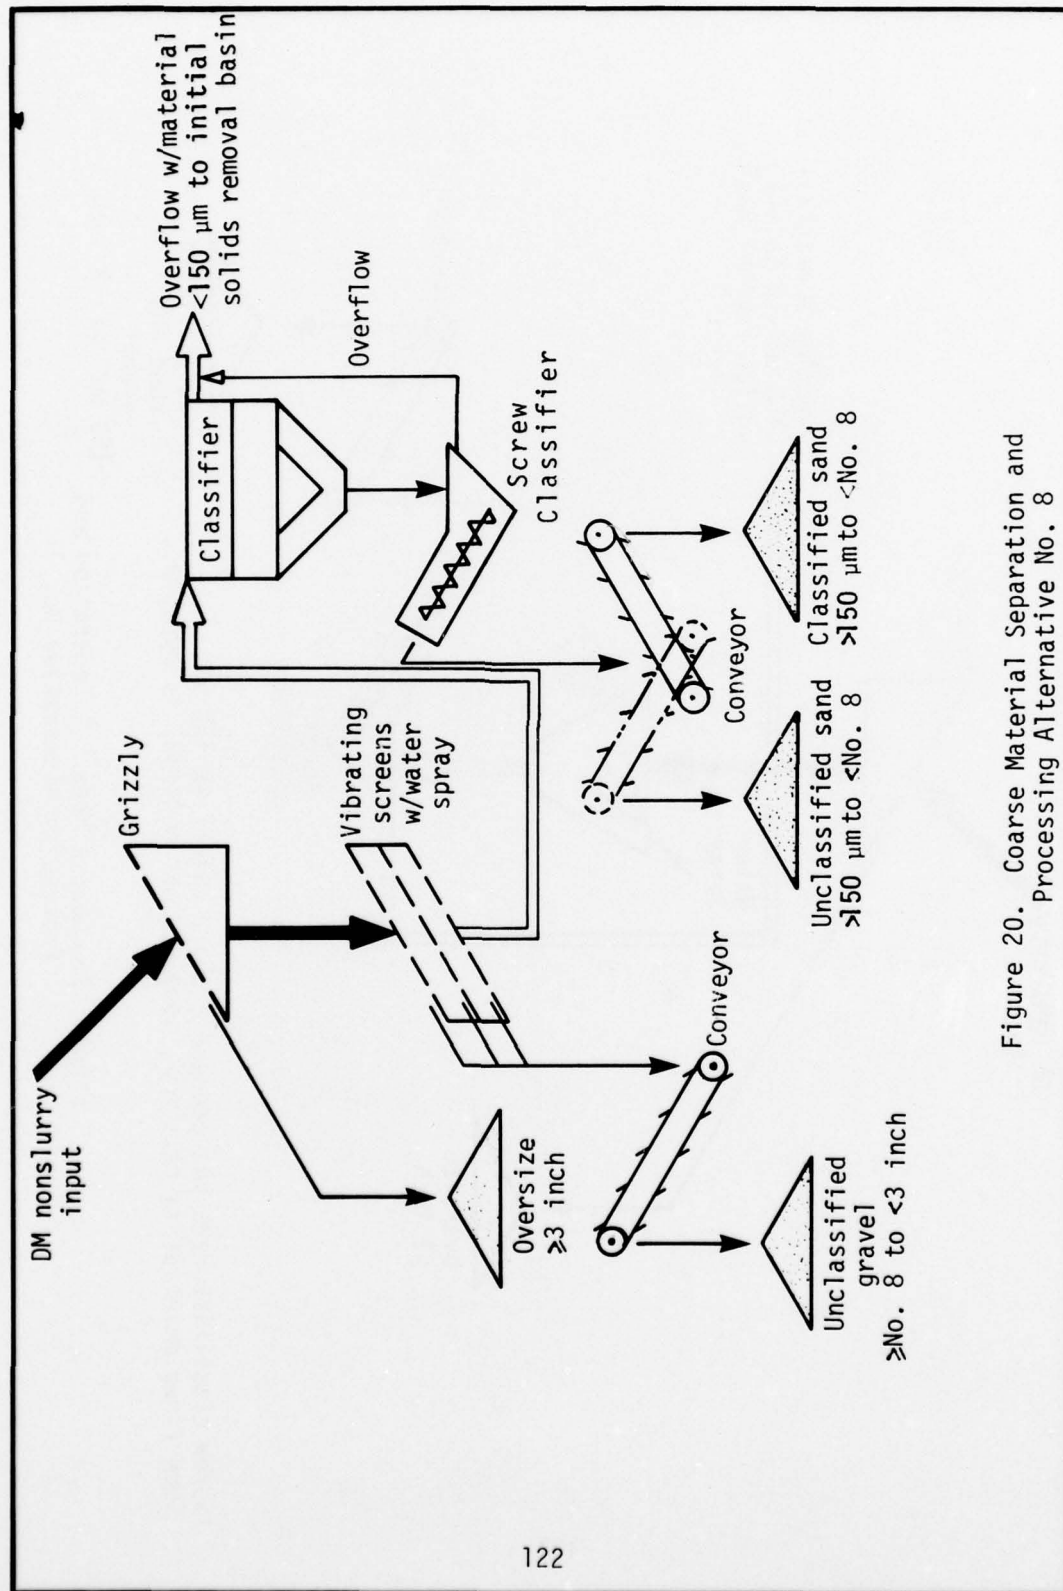 DM nonslurry
input
Grizzly
Oversize
≥3 inch
Vibrating
screens
w/water
spray
Conveyor
Unclassified
gravel
≥No. 8 to <3 inch
Classifier
Overflow w/material
<150 μm to initial
solids removal basin
Overflow
Screw
Classifier
Conveyor
Unclassified sand
>150 μm to <No. 8
Classified sand
>150 μm to <No. 8
Figure 20. Coarse Material Separation and
Processing Alternative No. 8
122